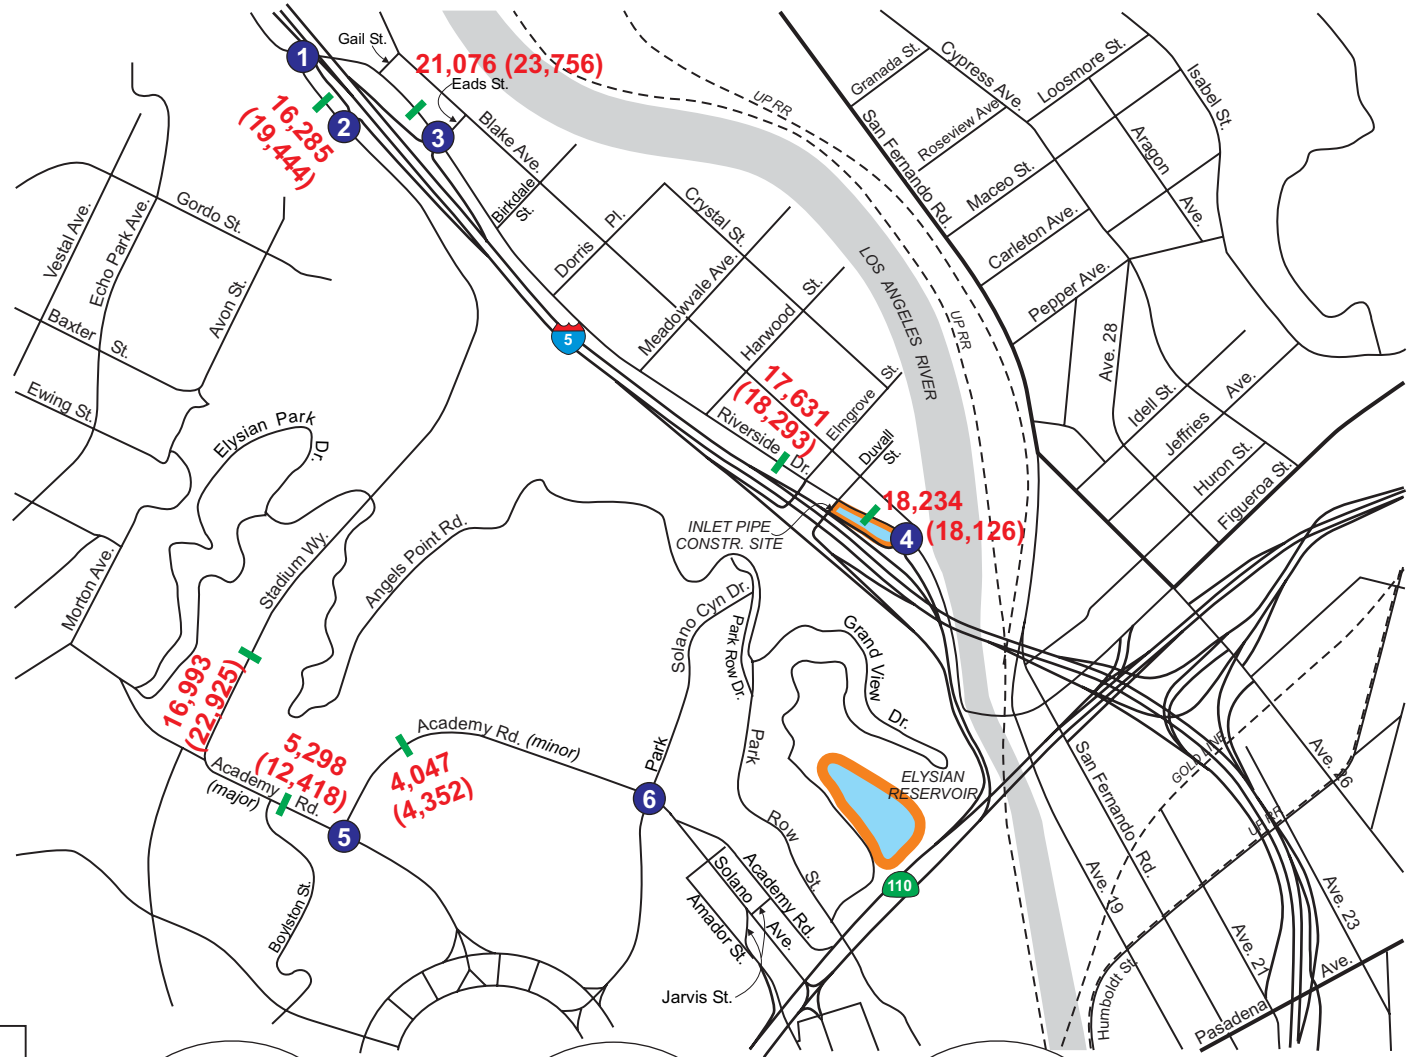 Gail St.
21,076 (23,756)
Eads St.
1
16,285
(19,444)
2
3
Blake Ave.
Birkdale
St.
UP RR
Granada St.
Cypress Ave.
Loosmore St.
Isabel St.
San Fernando Rd.
Roseview Ave.
Aragon
Ave.
Maceo St.
Carleton Ave.
Pepper Ave.
Vestal Ave.
Echo Park Ave.
Gordo St.
Avon St.
Baxter
St.
Ewing St.
Dorris
Pl.
Crystal St.
Meadowvale Ave.
Harwood
St.
LOS ANGELES RIVER
UP RR
5
Ave. 28
Idell St.
Jeffries
Ave.
Huron St.
Figueroa St.
17,631
(18,293)
Riverside
Dr.
Elmgrove
St.
Duvall
St.
Elysian Park
Dr.
18,234
(18,126)
4
INLET PIPE
CONSTR. SITE
Morton Ave.
Stadium Wy.
Angels Point Rd.
Solano Cyn Dr.
Park Row Dr.
Grand View
Dr.
16,993
(22,925)
5,298
(12,418)
Academy
Rd.
(major)
5
Academy Rd. (minor)
4,047
(4,352)
Park
6
Park
Row
St.
ELYSIAN
RESERVOIR
110
San Fernando
Rd.
GOLD LINE
Ave. 26
UP RR
Boylston St.
Solano
Ave.
Academy Rd.
Amador St.
Jarvis St.
Ave. 19
Ave. 21
Ave. 23
Humboldt St.
Pasadena
Ave.